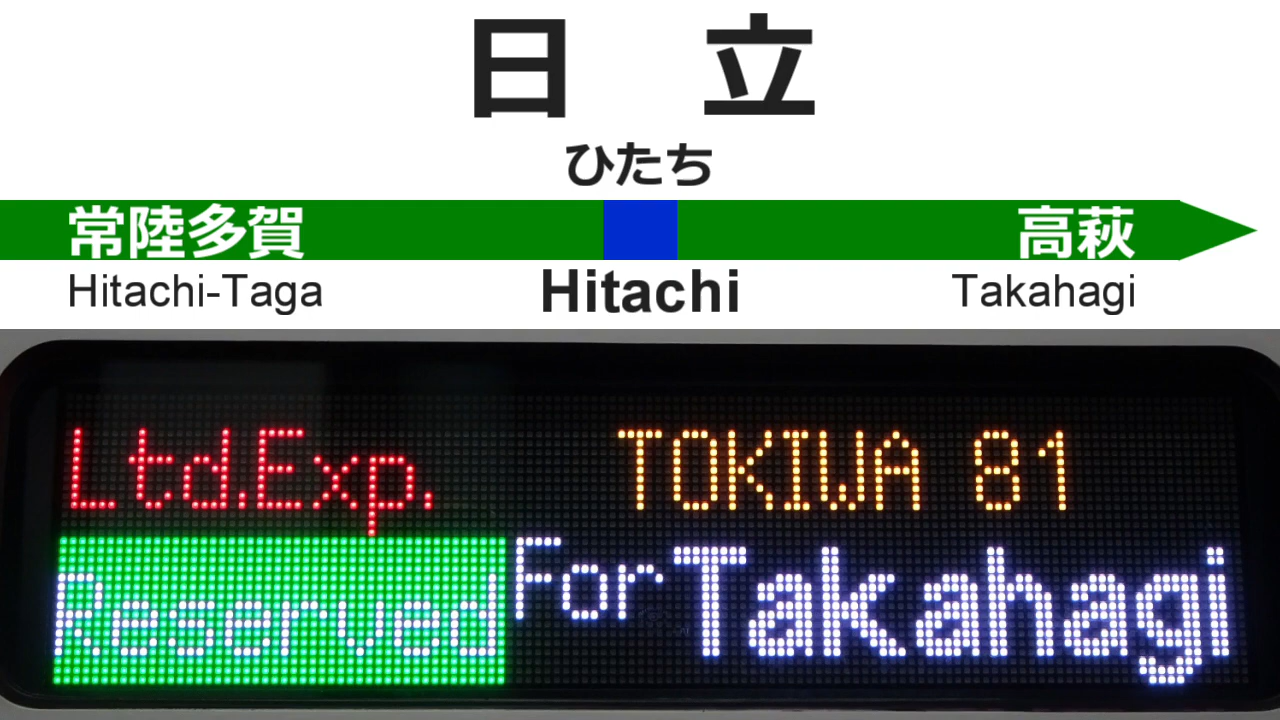 日 立
ひたち
常陸多賀 高萩
Hitachi-Taga Hitachi Takahagi
Ltd.Exp. TOKIWA 81
Reserved For Takahagi